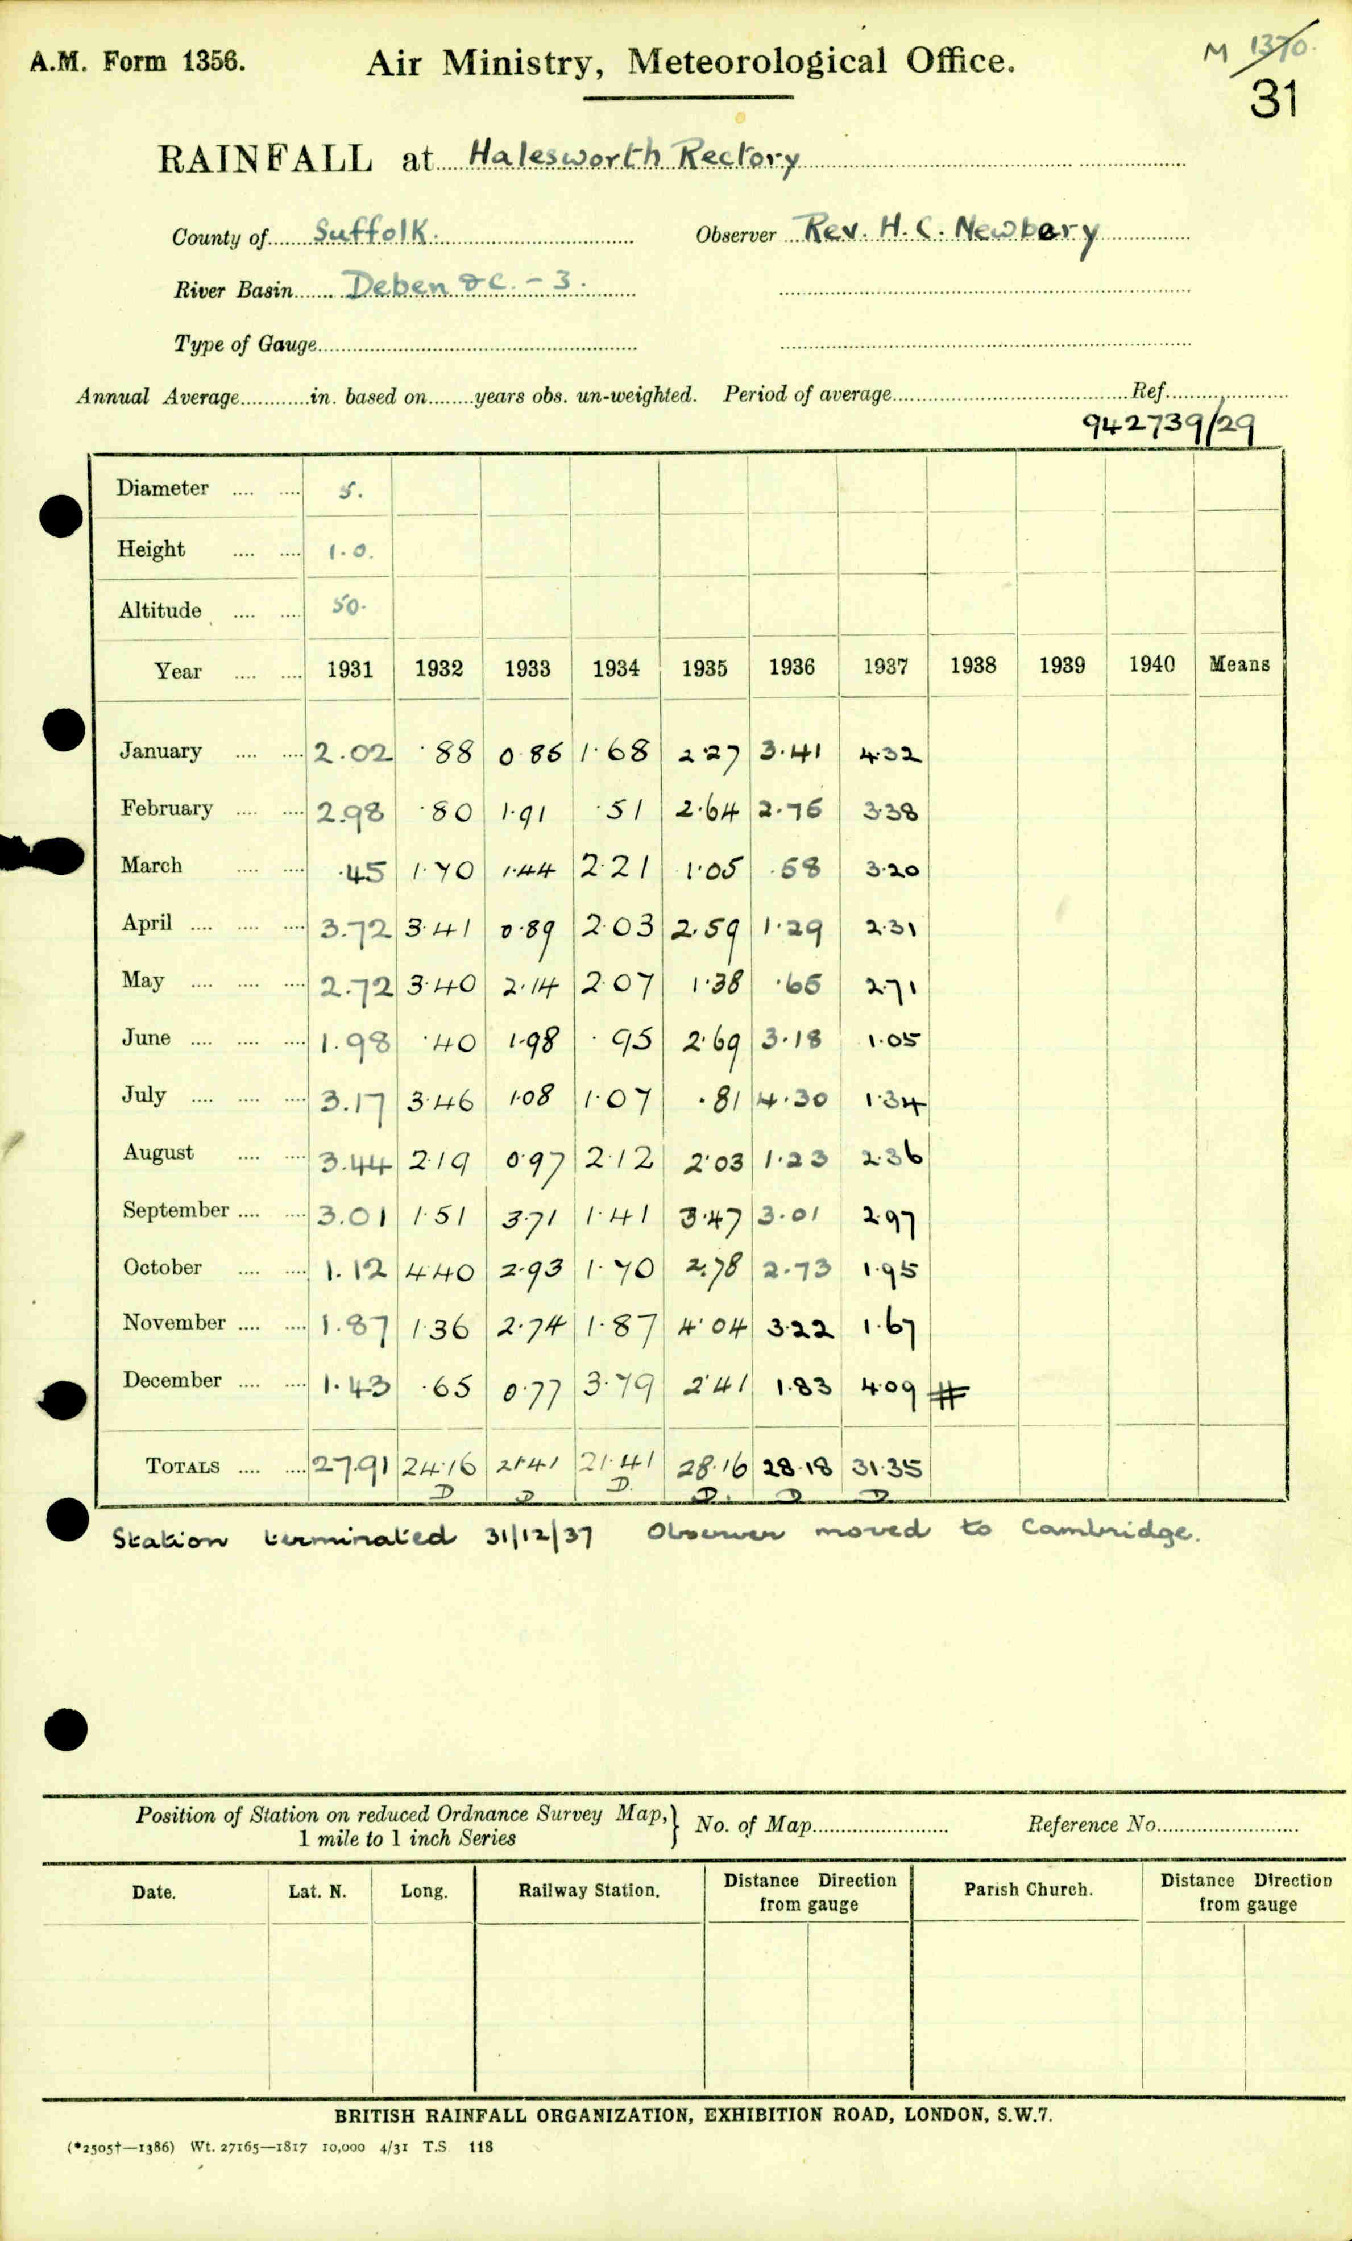 A.M. Form 1356.
Air Ministry, Meteorological Office.
M 1370.
31
RAINFALL at Halesworth Rectory
County of Suffolk. Observer Rev. H. C. Newbery
River Basin Deben &c. - 3.
Type of Gauge
Annual Average in. based on years obs. un-weighted. Period of average Ref.
942739/29
Diameter 5.
Height 1.0.
Altitude 50.
Year 1931 1932 1933 1934 1935 1936 1937 1938 1939 1940 Means
January 2.02 .88 0.86 1.68 2.27 3.41 4.32
February 2.98 .80 1.91 .51 2.64 2.75 3.38
March .45 1.70 1.44 2.21 1.05 .58 3.20
April 3.72 3.41 0.89 2.03 2.59 1.29 2.31
May 2.72 3.40 2.14 2.07 1.38 .65 2.71
June 1.98 .40 1.98 .95 2.69 3.18 1.05
July 3.17 3.46 1.08 1.07 .81 4.30 1.34
August 3.44 2.19 0.97 2.12 2.03 1.23 2.36
September 3.01 1.51 3.71 1.41 3.47 3.01 2.97
October 1.12 4.40 2.93 1.70 2.78 2.73 1.95
November 1.87 1.36 2.74 1.87 4.04 3.22 1.67
December 1.43 .65 0.77 3.79 2.41 1.83 4.09 #
TOTALS 27.91 24.16 21.41 21.41 28.16 28.18 31.35
D D D. D. D D
Station terminated 31/12/37 Observer moved to Cambridge.
Position of Station on reduced Ordnance Survey Map, } No. of Map Reference No.
1 mile to 1 inch Series
Date. Lat. N. Long. Railway Station. Distance Direction from gauge Parish Church. Distance Direction from gauge
BRITISH RAINFALL ORGANIZATION, EXHIBITION ROAD, LONDON, S.W.7.
(*2505†—1386) Wt. 27165—1817 10,000 4/31 T.S. 118